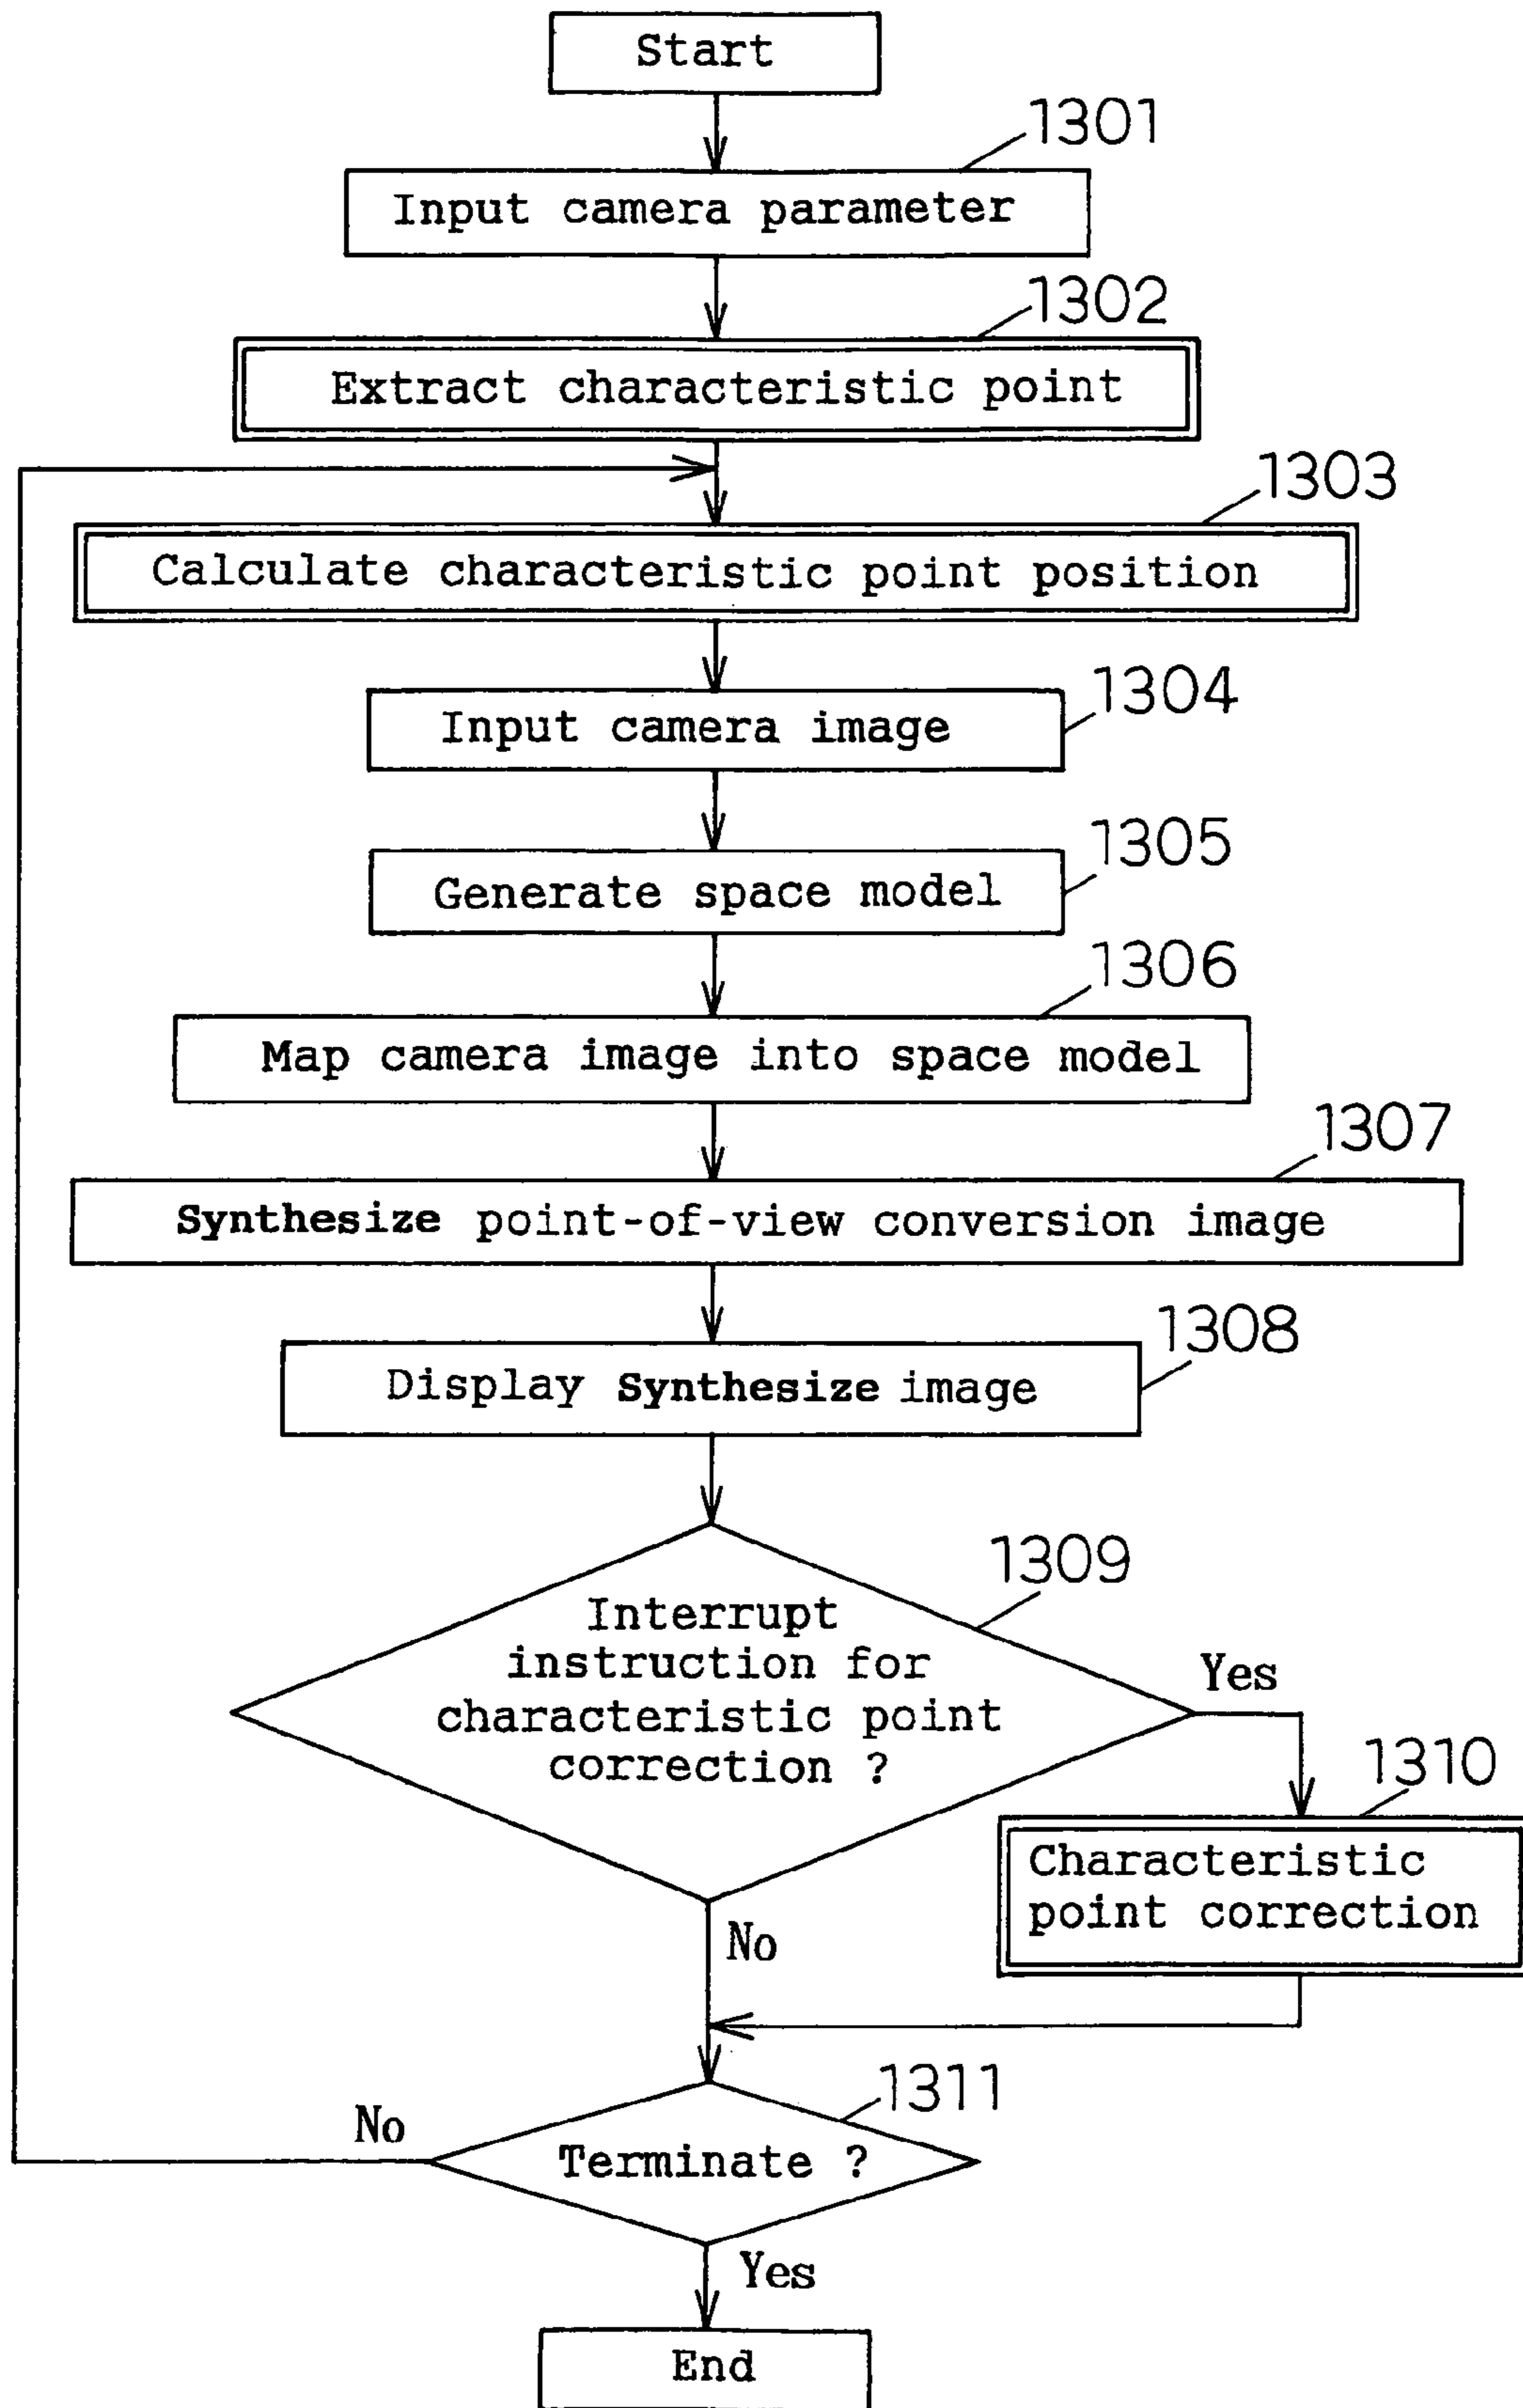 Start
1301
Input camera parameter
1302
Extract characteristic point
1303
Calculate characteristic point position
1304
Input camera image
1305
Generate space model
1306
Map camera image into space model
1307
Synthesize point-of-view conversion image
1308
Display Synthesize image
1309
Interrupt
instruction for
characteristic point
correction ?
Yes
1310
Characteristic
point correction
No
1311
No
Terminate ?
Yes
End